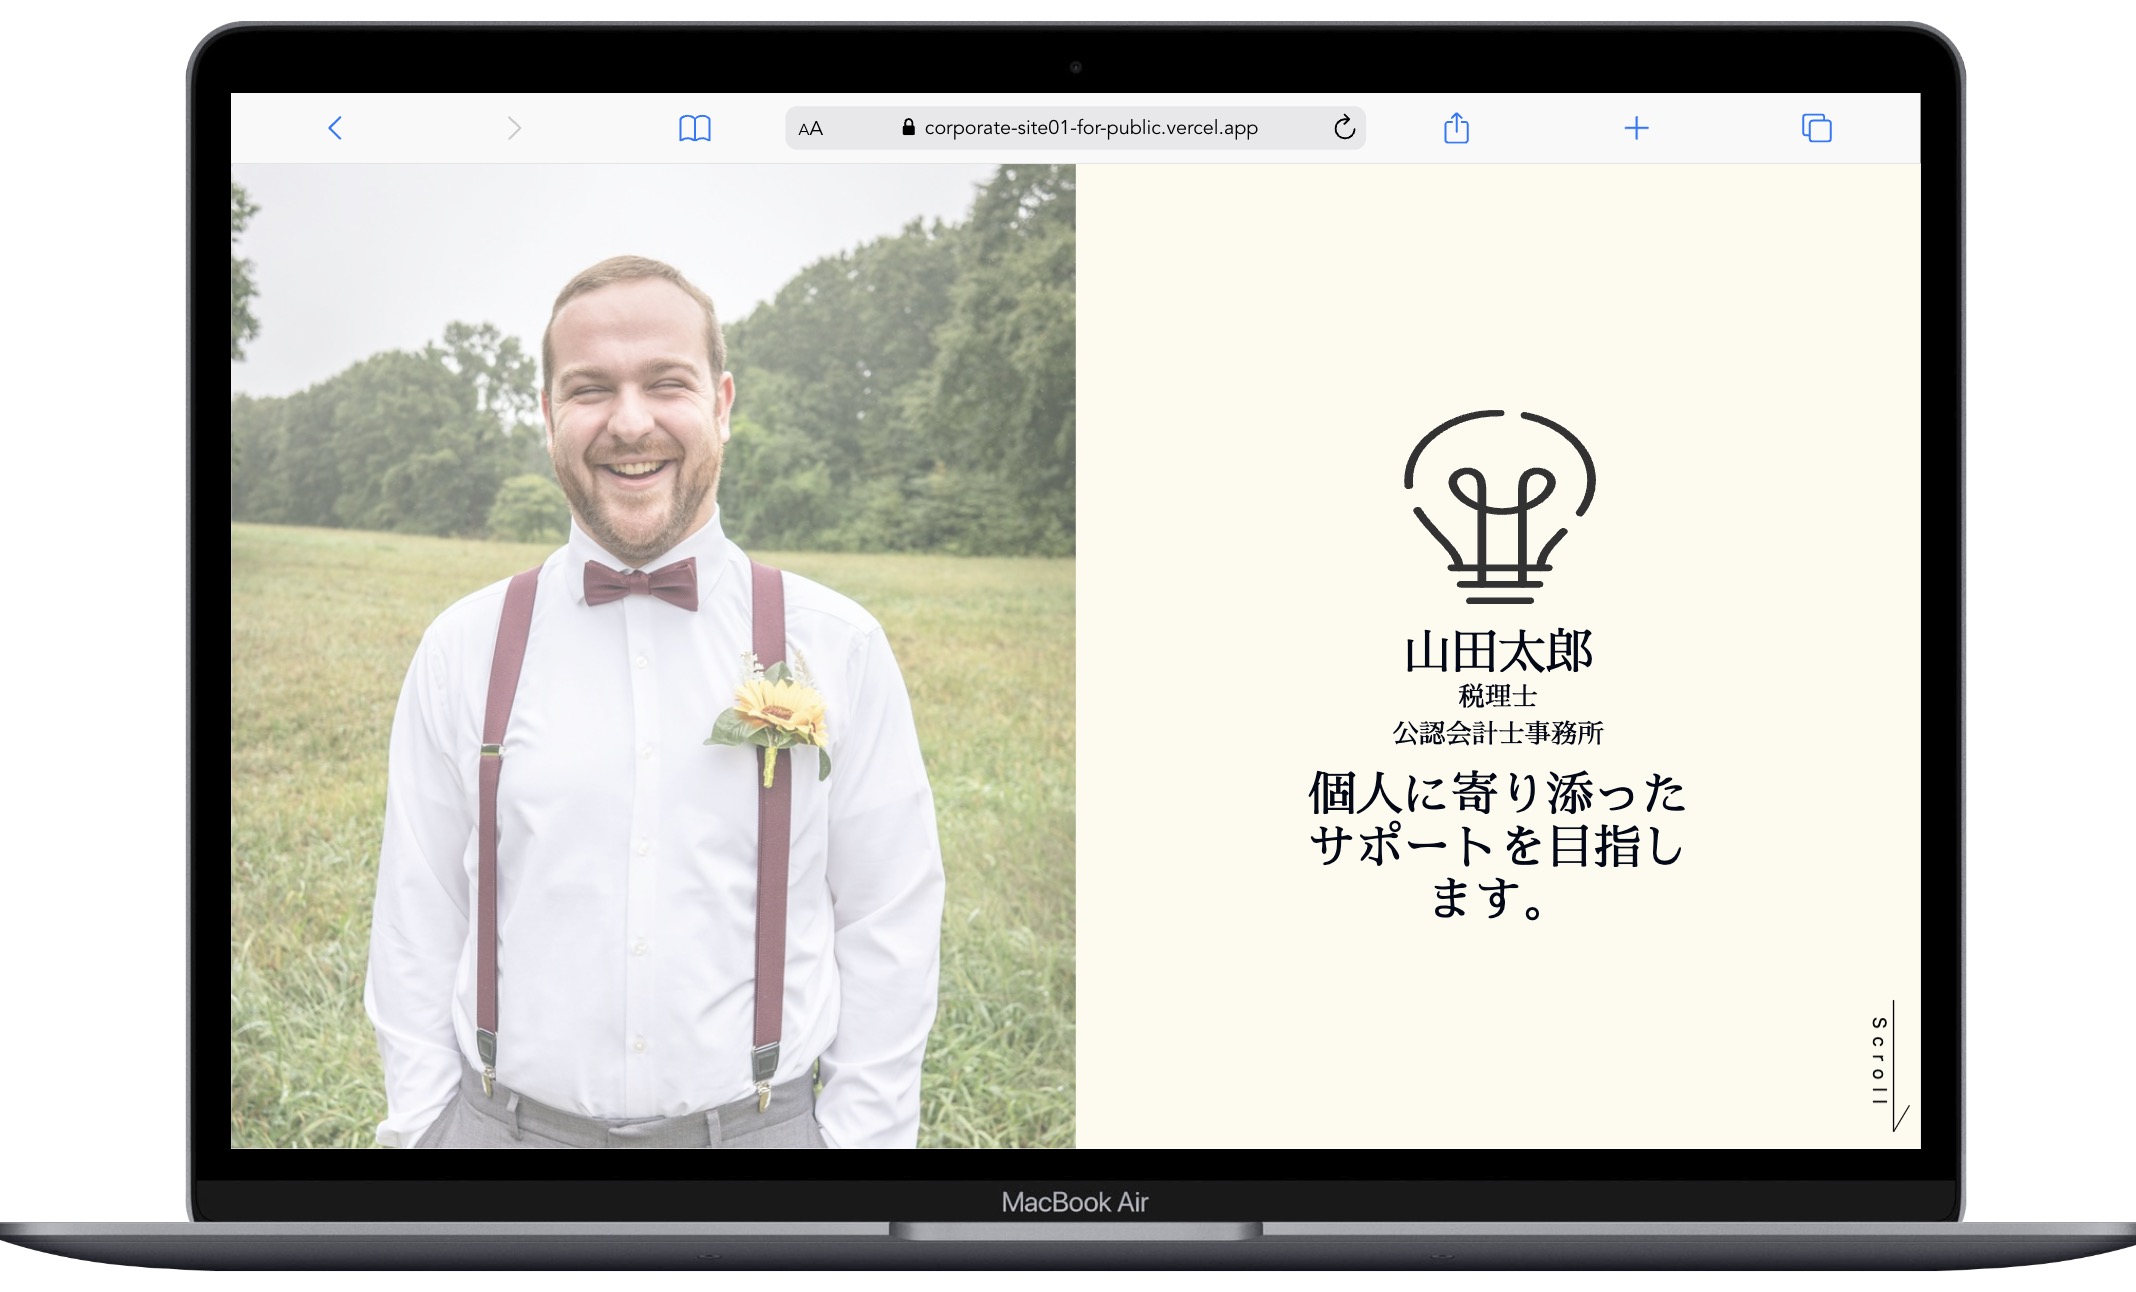 AA
corporate-site01-for-public.vercel.app
山田太郎
税理士
公認会計士事務所
個人に寄り添った
サポートを目指し
ます。
Scroll
MacBook Air